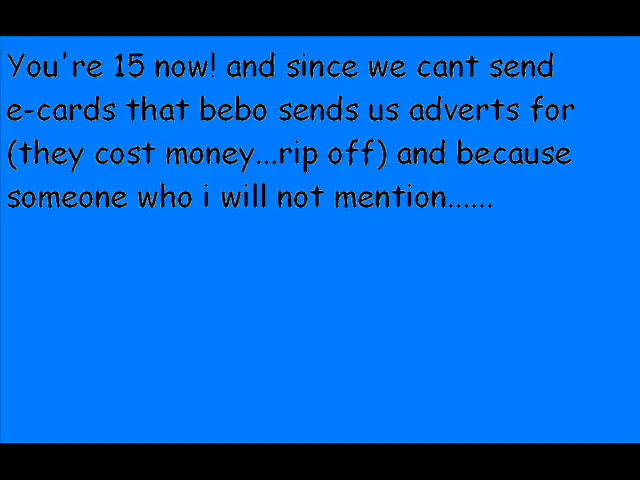 You're 15 now! and since we cant send
e-cards that bebo sends us adverts for
(they cost money...rip off) and because
someone who i will not mention......